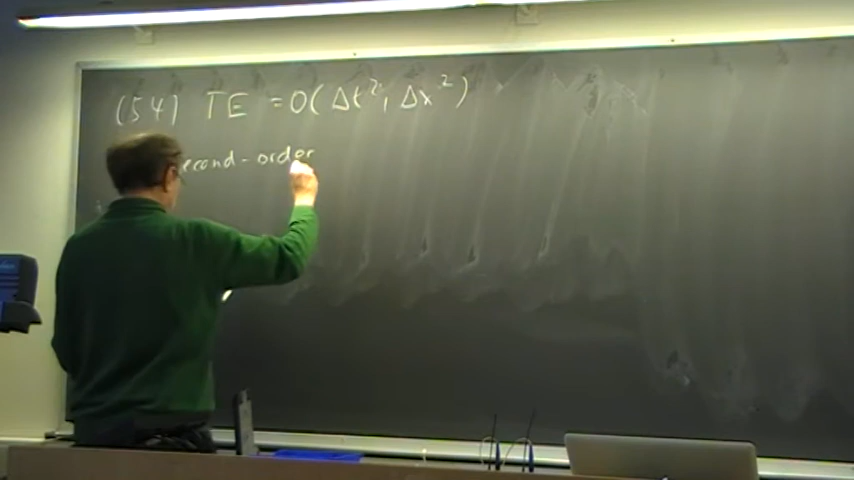 (54) TE = O(Δt², Δx²)
second-order